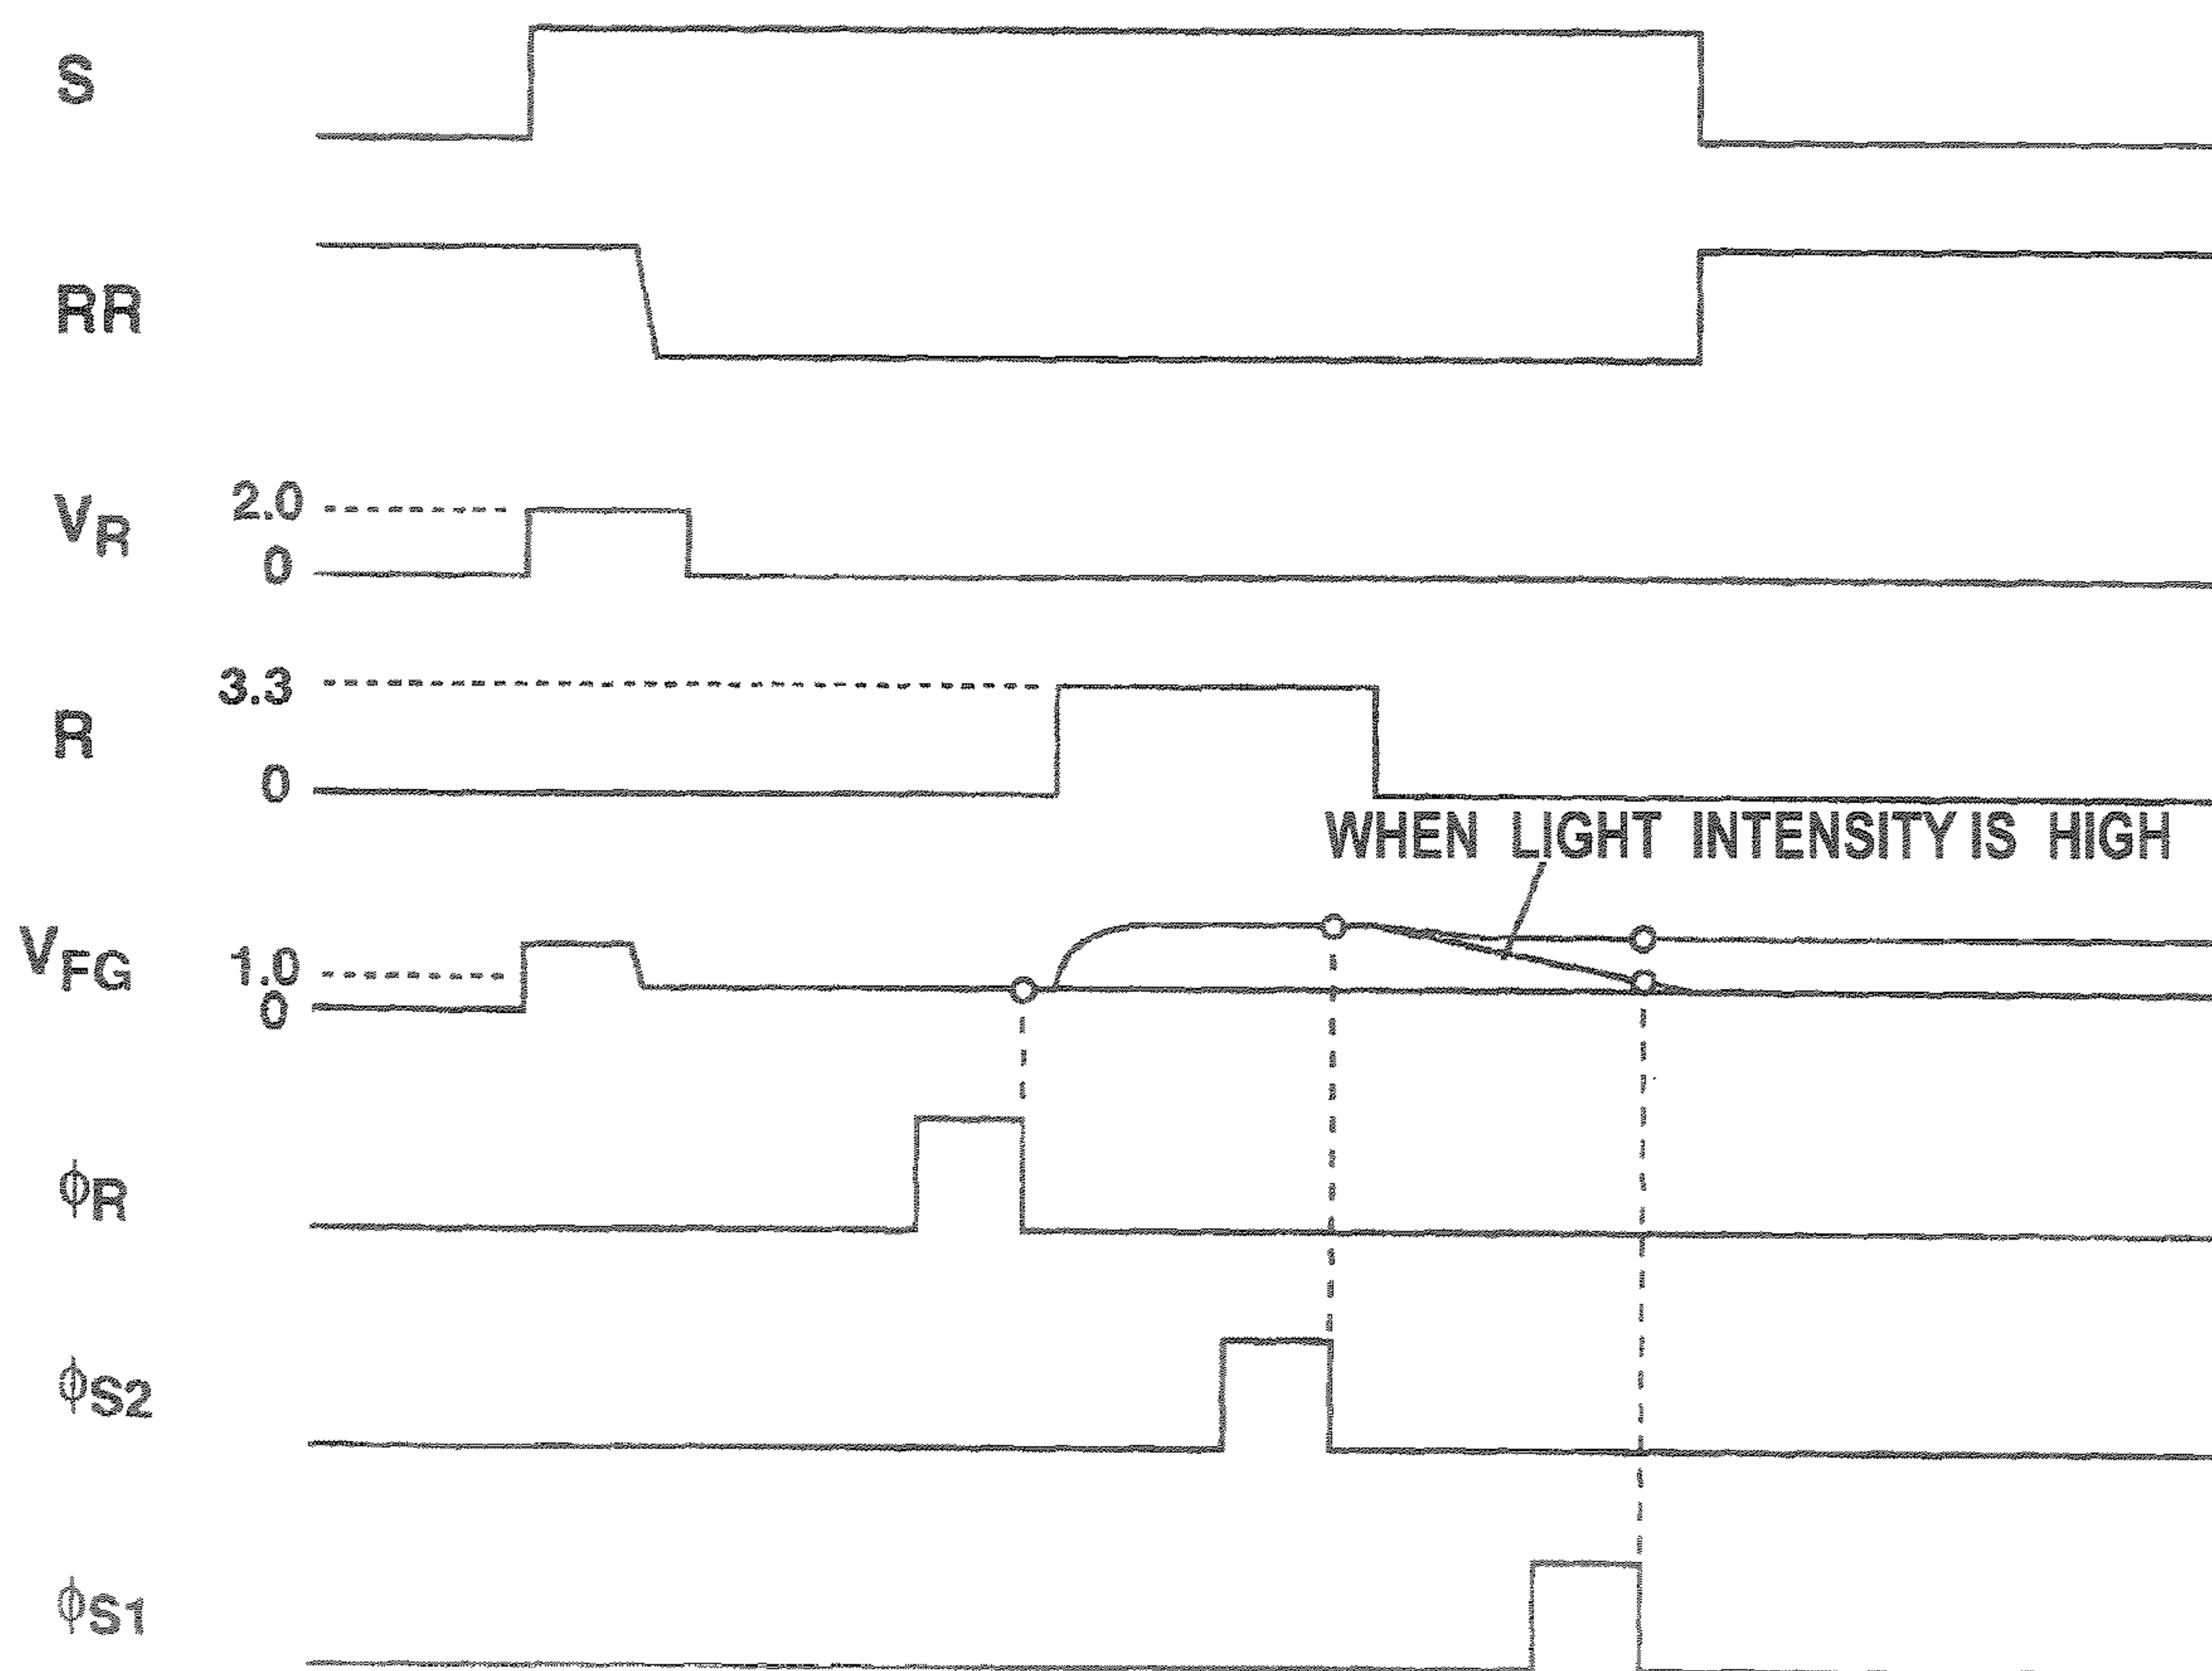 S
RR
VR 2.0
0
R 3.3
0
WHEN LIGHT INTENSITY IS HIGH
VFG 1.0
0
ϕR
ϕS2
ϕS1